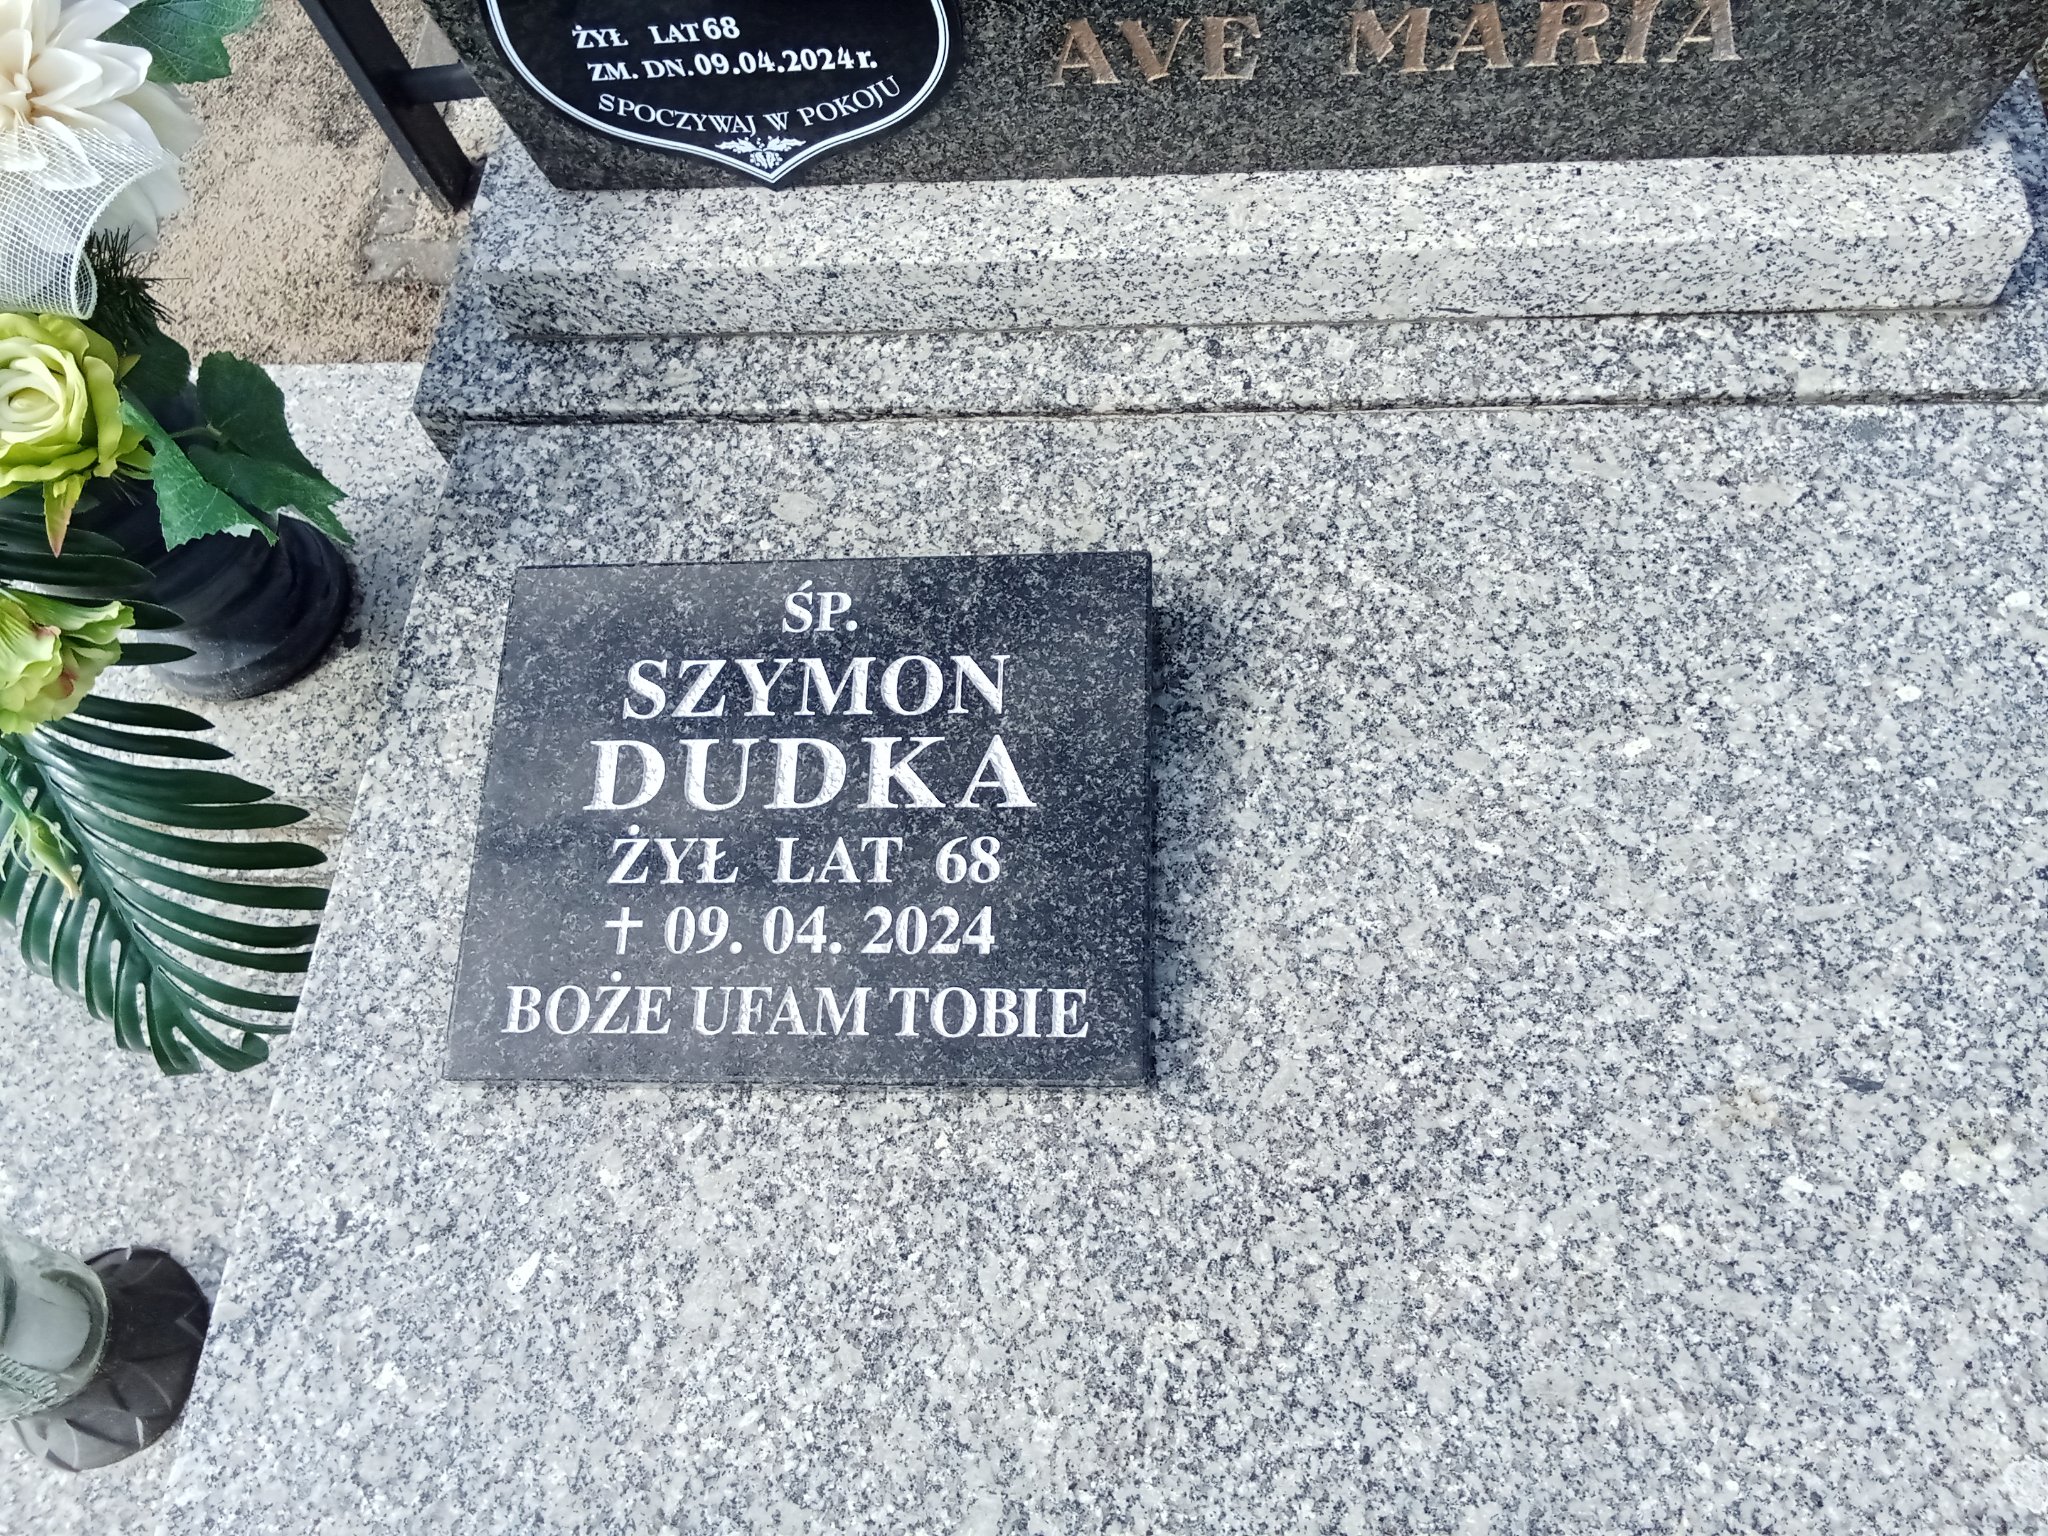 ŻYŁ LAT 68
ZM. DN. 09.04.2024 r.
SPOCZYWAJ W POKOJU
AVE MARIA
ŚP.
SZYMON
DUDKA
ŻYŁ LAT 68
✝ 09. 04. 2024
BOŻE UFAM TOBIE